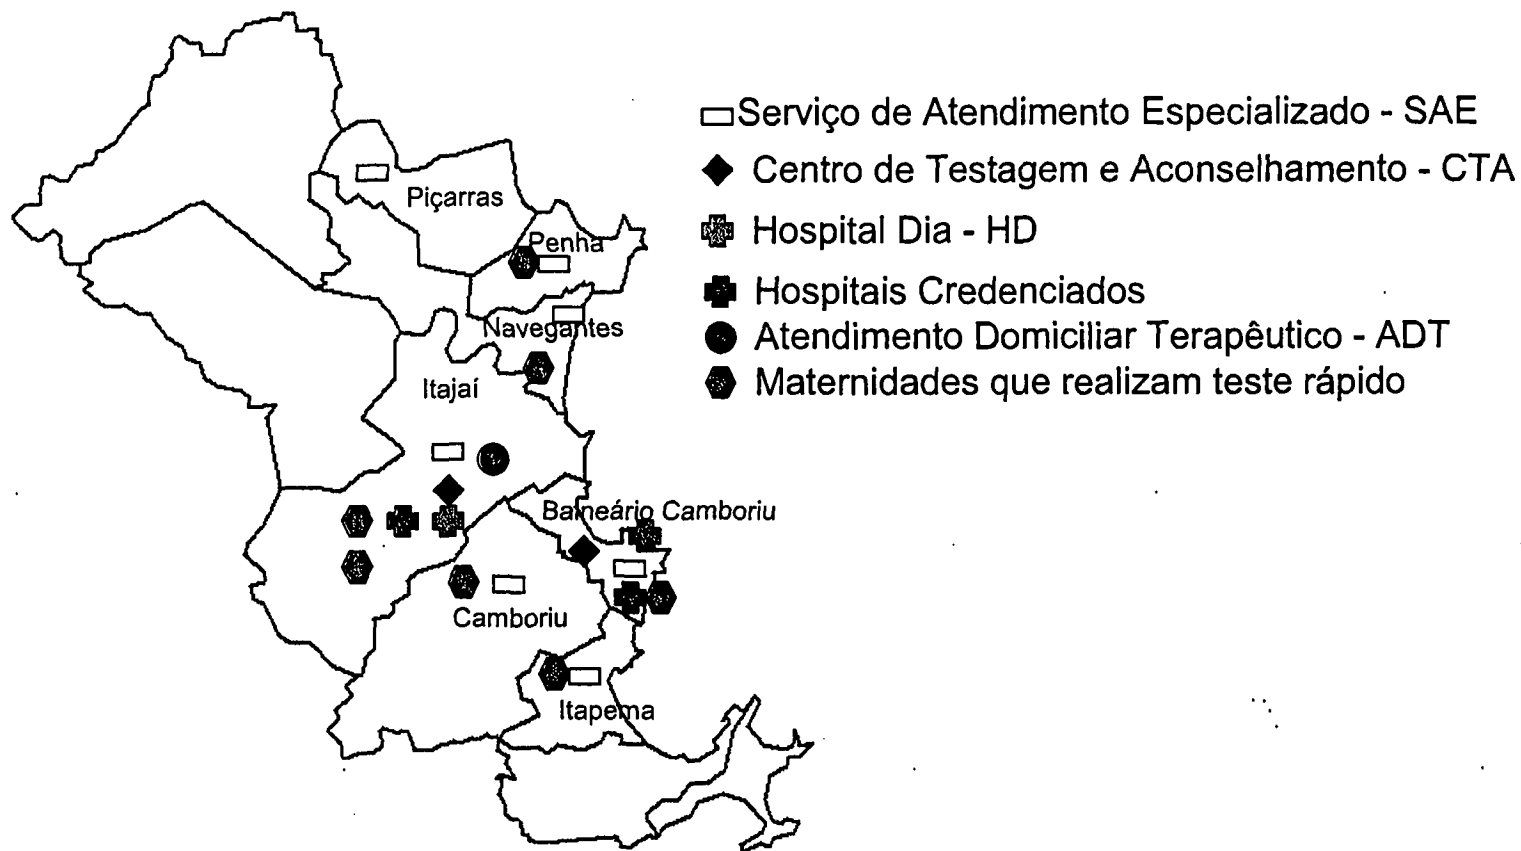 Serviço de Atendimento Especializado - SAE
Centro de Testagem e Aconselhamento - CTA
Hospital Dia - HD
Hospitais Credenciados
Atendimento Domiciliar Terapêutico - ADT
Maternidades que realizam teste rápido
Piçarras
Penha
Navegantes
Itajaí
Balneário Camboriu
Camboriu
Itapema